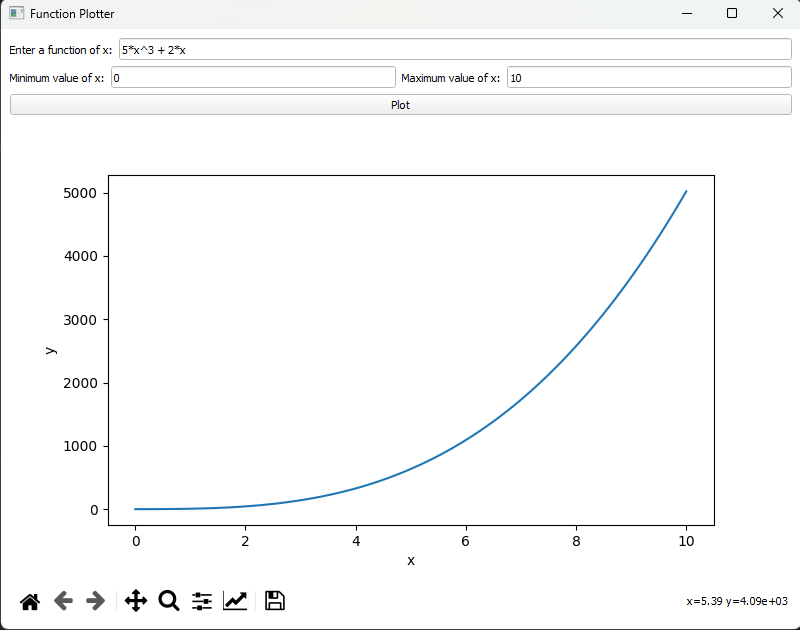 Function Plotter
Enter a function of x: 5*x^3 + 2*x
Minimum value of x: 0 Maximum value of x: 10
Plot
5000
4000
3000
2000
1000
0
y
0 2 4 6 8 10
x
x=5.39 y=4.09e+03